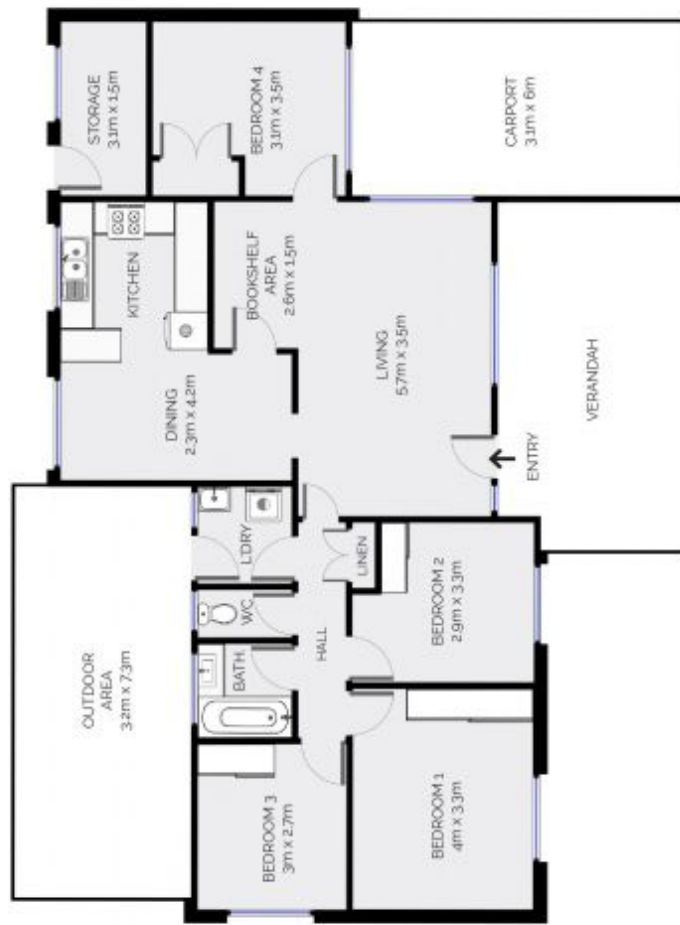 STORAGE
3.1m x 1.5m
BEDROOM 4
3.1m x 3.5m
CARPORT
3.1m x 6m
KITCHEN
BOOKSHELF
AREA
2.6m x 1.5m
LIVING
5.7m x 3.5m
VERANDAH
DINING
2.3m x 4.2m
ENTRY
L'DRY
LINEN
WC
HALL
BEDROOM 2
2.9m x 3.3m
OUTDOOR
AREA
3.2m x 7.3m
BATH.
BEDROOM 3
3m x 2.7m
BEDROOM 1
4m x 3.3m